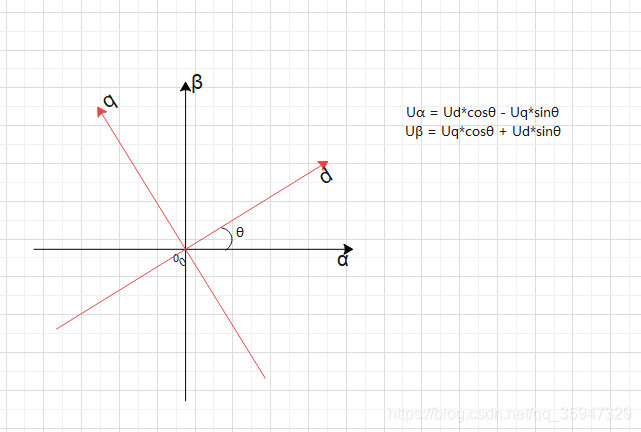 β
q
Uα = Ud*cosθ - Uq*sinθ
Uβ = Uq*cosθ + Ud*sinθ
d
θ
α
https://blog.csdn.net/qq_35947329